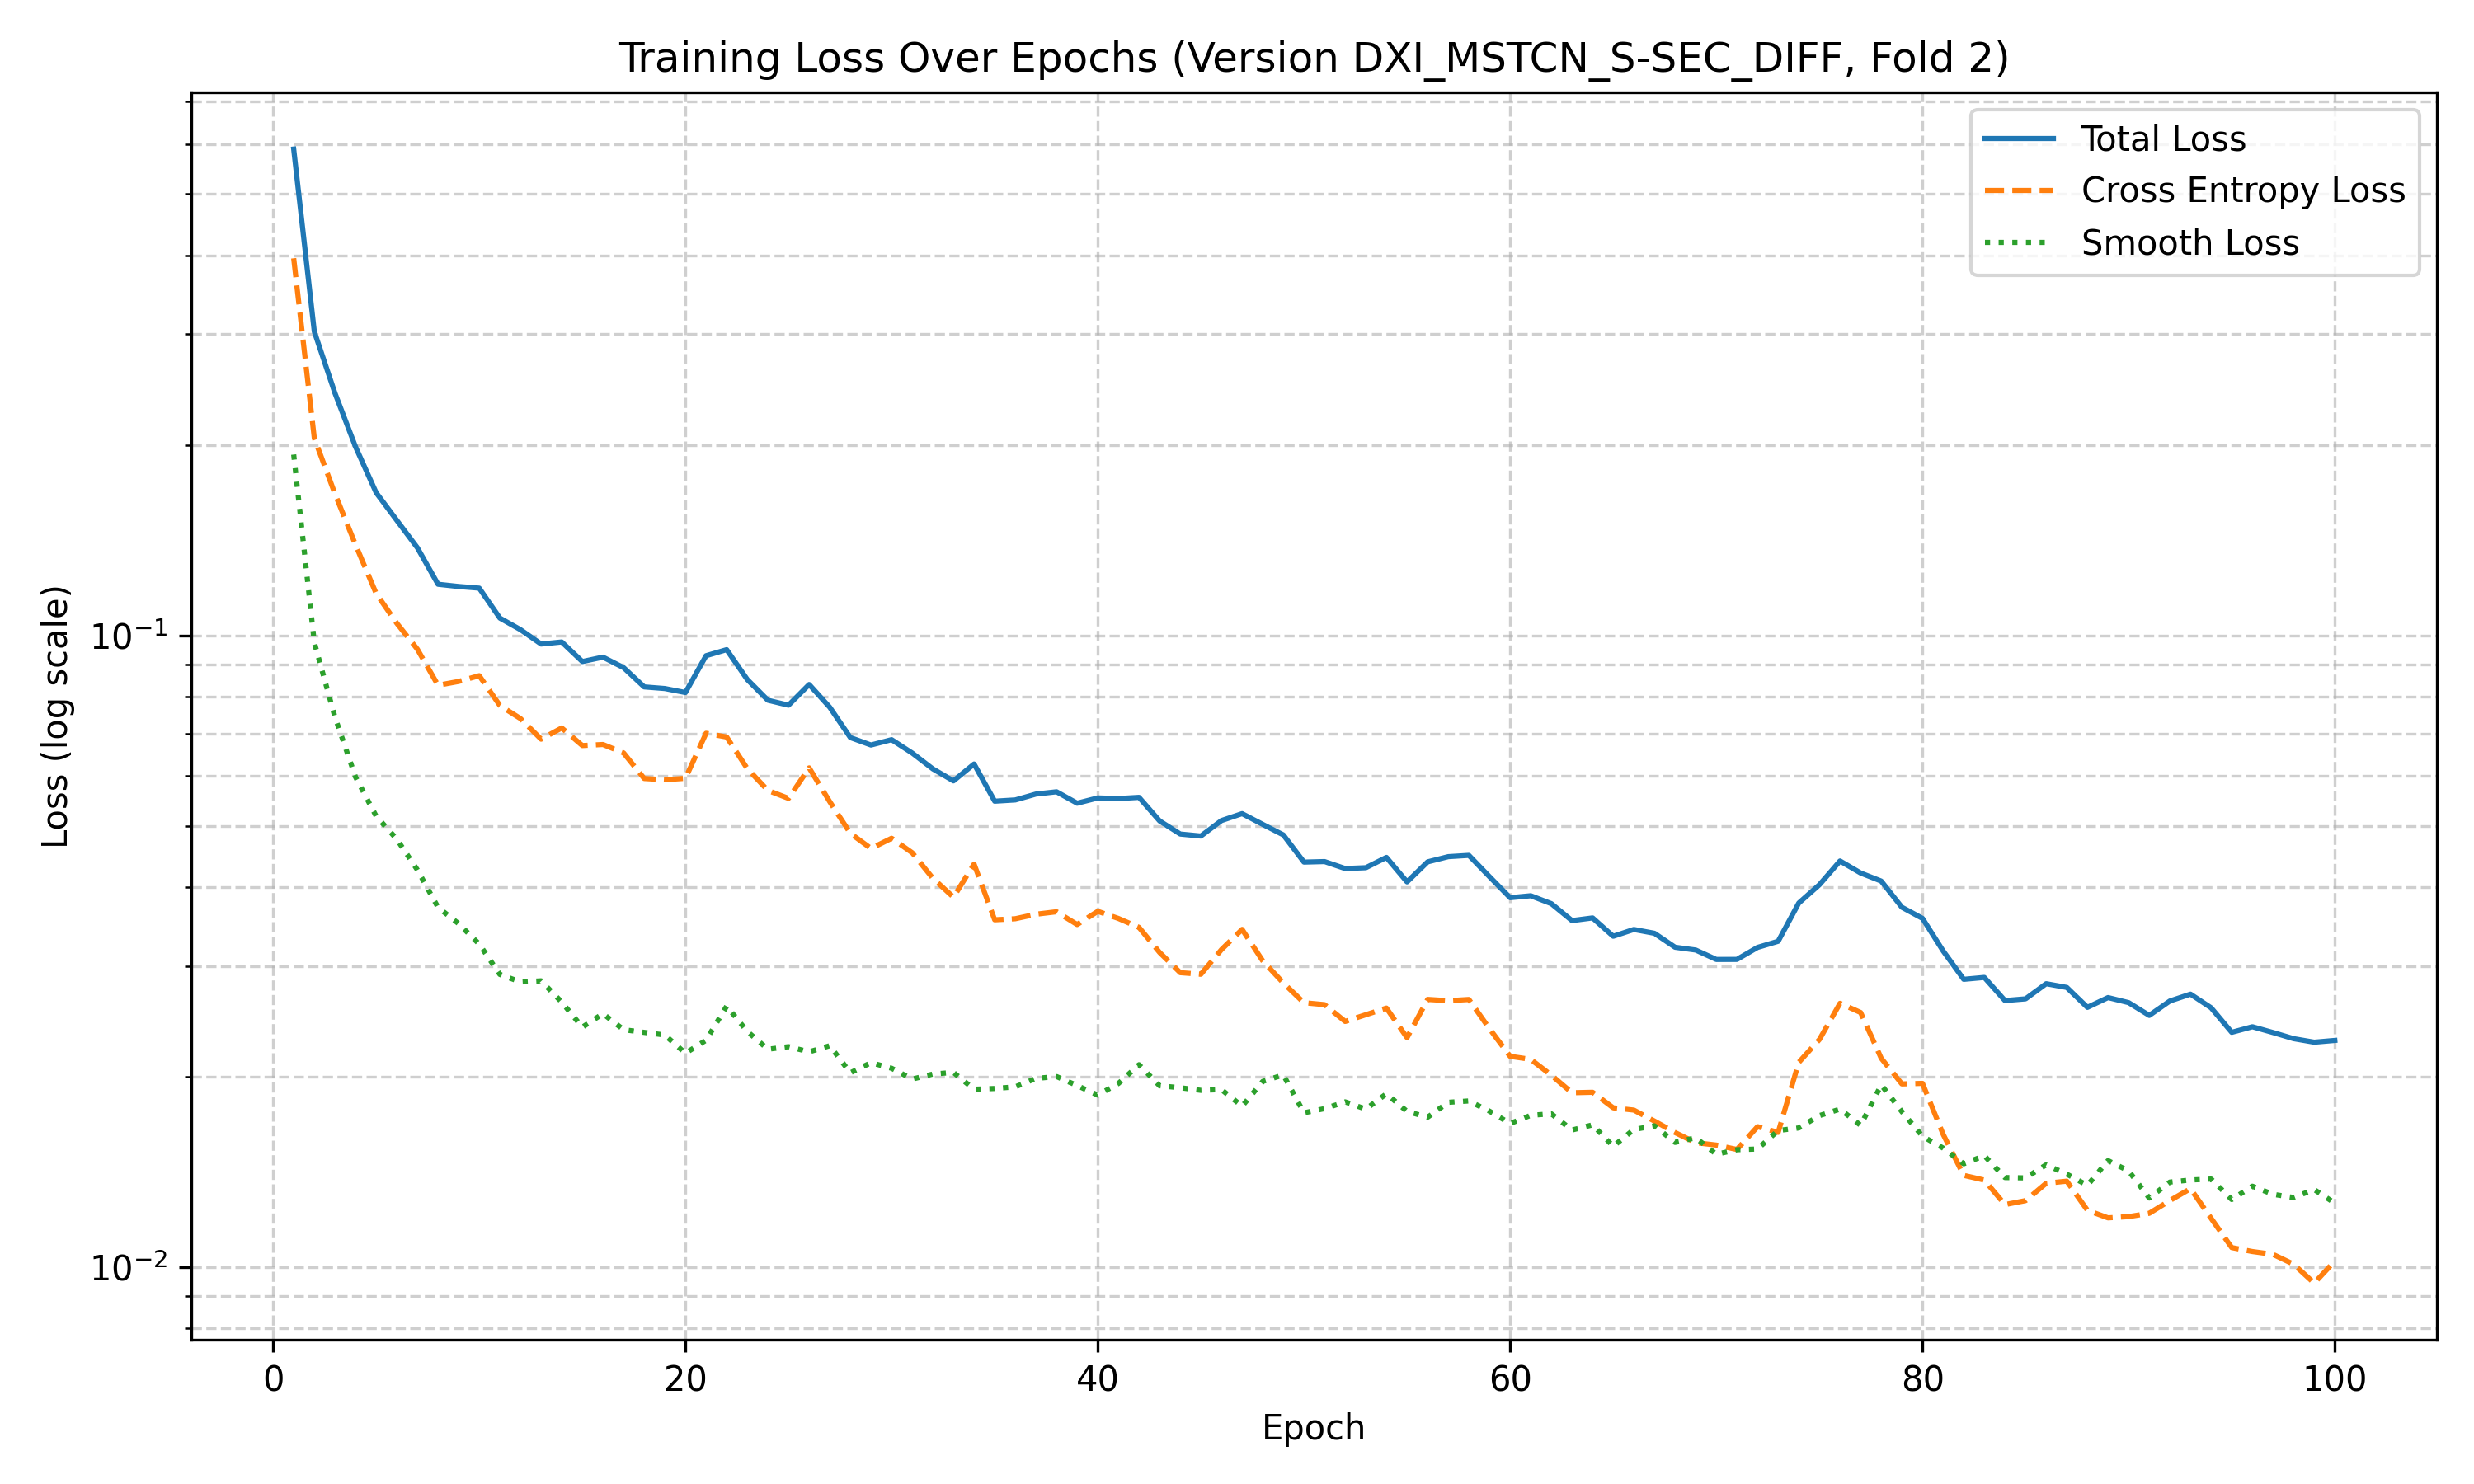 Training Loss Over Epochs (Version DXI_MSTCN_S-SEC_DIFF, Fold 2)
Total Loss
Cross Entropy Loss
Smooth Loss
Loss (log scale)
10⁻¹
10⁻²
0 20 40 60 80 100
Epoch